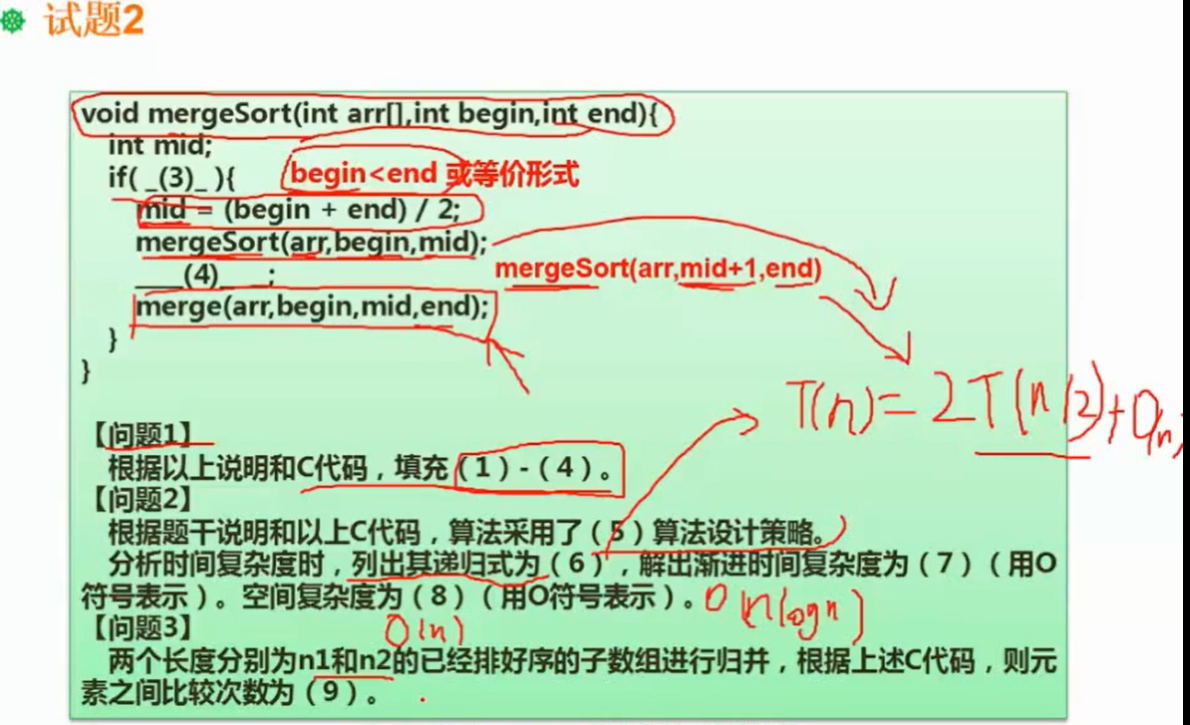 试题2
void mergeSort(int arr[],int begin,int end){
int mid;
if( _(3)_ ){ begin<end 或等价形式
mid = (begin + end) / 2;
mergeSort(arr,begin,mid);
___(4)___; mergeSort(arr,mid+1,end)
merge(arr,begin,mid,end);
}
}
T(n)=2T(n/2)+O(n)
【问题1】
根据以上说明和C代码，填充（1）-（4）。
【问题2】
根据题干说明和以上C代码，算法采用了（5）算法设计策略。
分析时间复杂度时，列出其递归式为（6），解出渐进时间复杂度为（7）（用O
符号表示）。空间复杂度为（8）（用O符号表示）。 O(nlogn)
【问题3】 O(n)
两个长度分别为n1和n2的已经排好序的子数组进行归并，根据上述C代码，则元
素之间比较次数为（9）。